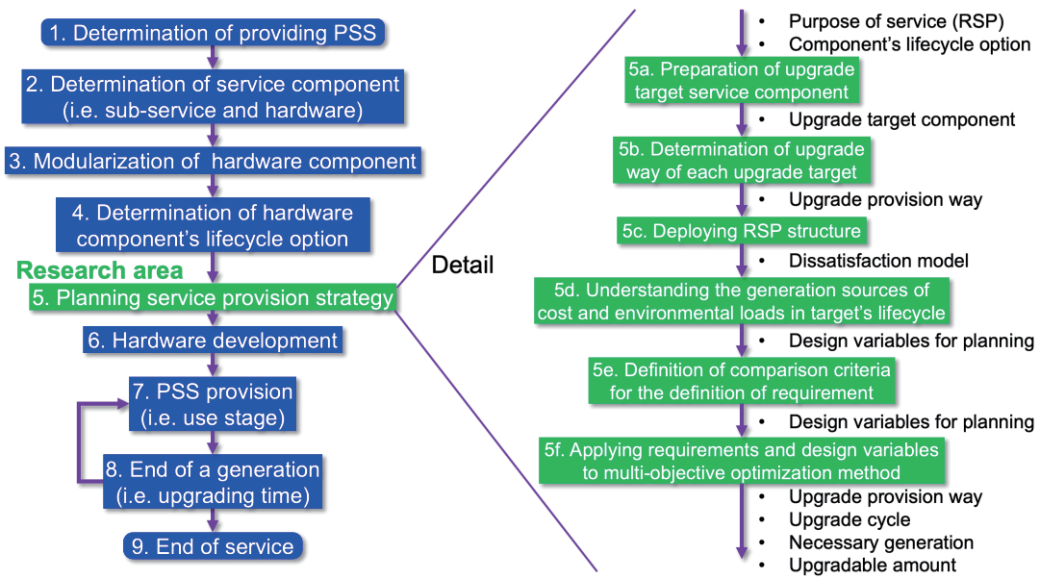 1. Determination of providing PSS
2. Determination of service component
(i.e. sub-service and hardware)
3. Modularization of hardware component
4. Determination of hardware
component's lifecycle option
Research area
5. Planning service provision strategy
6. Hardware development
7. PSS provision
(i.e. use stage)
8. End of a generation
(i.e. upgrading time)
9. End of service
Detail
• Purpose of service (RSP)
• Component's lifecycle option
5a. Preparation of upgrade
target service component
• Upgrade target component
5b. Determination of upgrade
way of each upgrade target
• Upgrade provision way
5c. Deploying RSP structure
• Dissatisfaction model
5d. Understanding the generation sources of
cost and environmental loads in target's lifecycle
• Design variables for planning
5e. Definition of comparison criteria
for the definition of requirement
• Design variables for planning
5f. Applying requirements and design variables
to multi-objective optimization method
• Upgrade provision way
• Upgrade cycle
• Necessary generation
• Upgradable amount